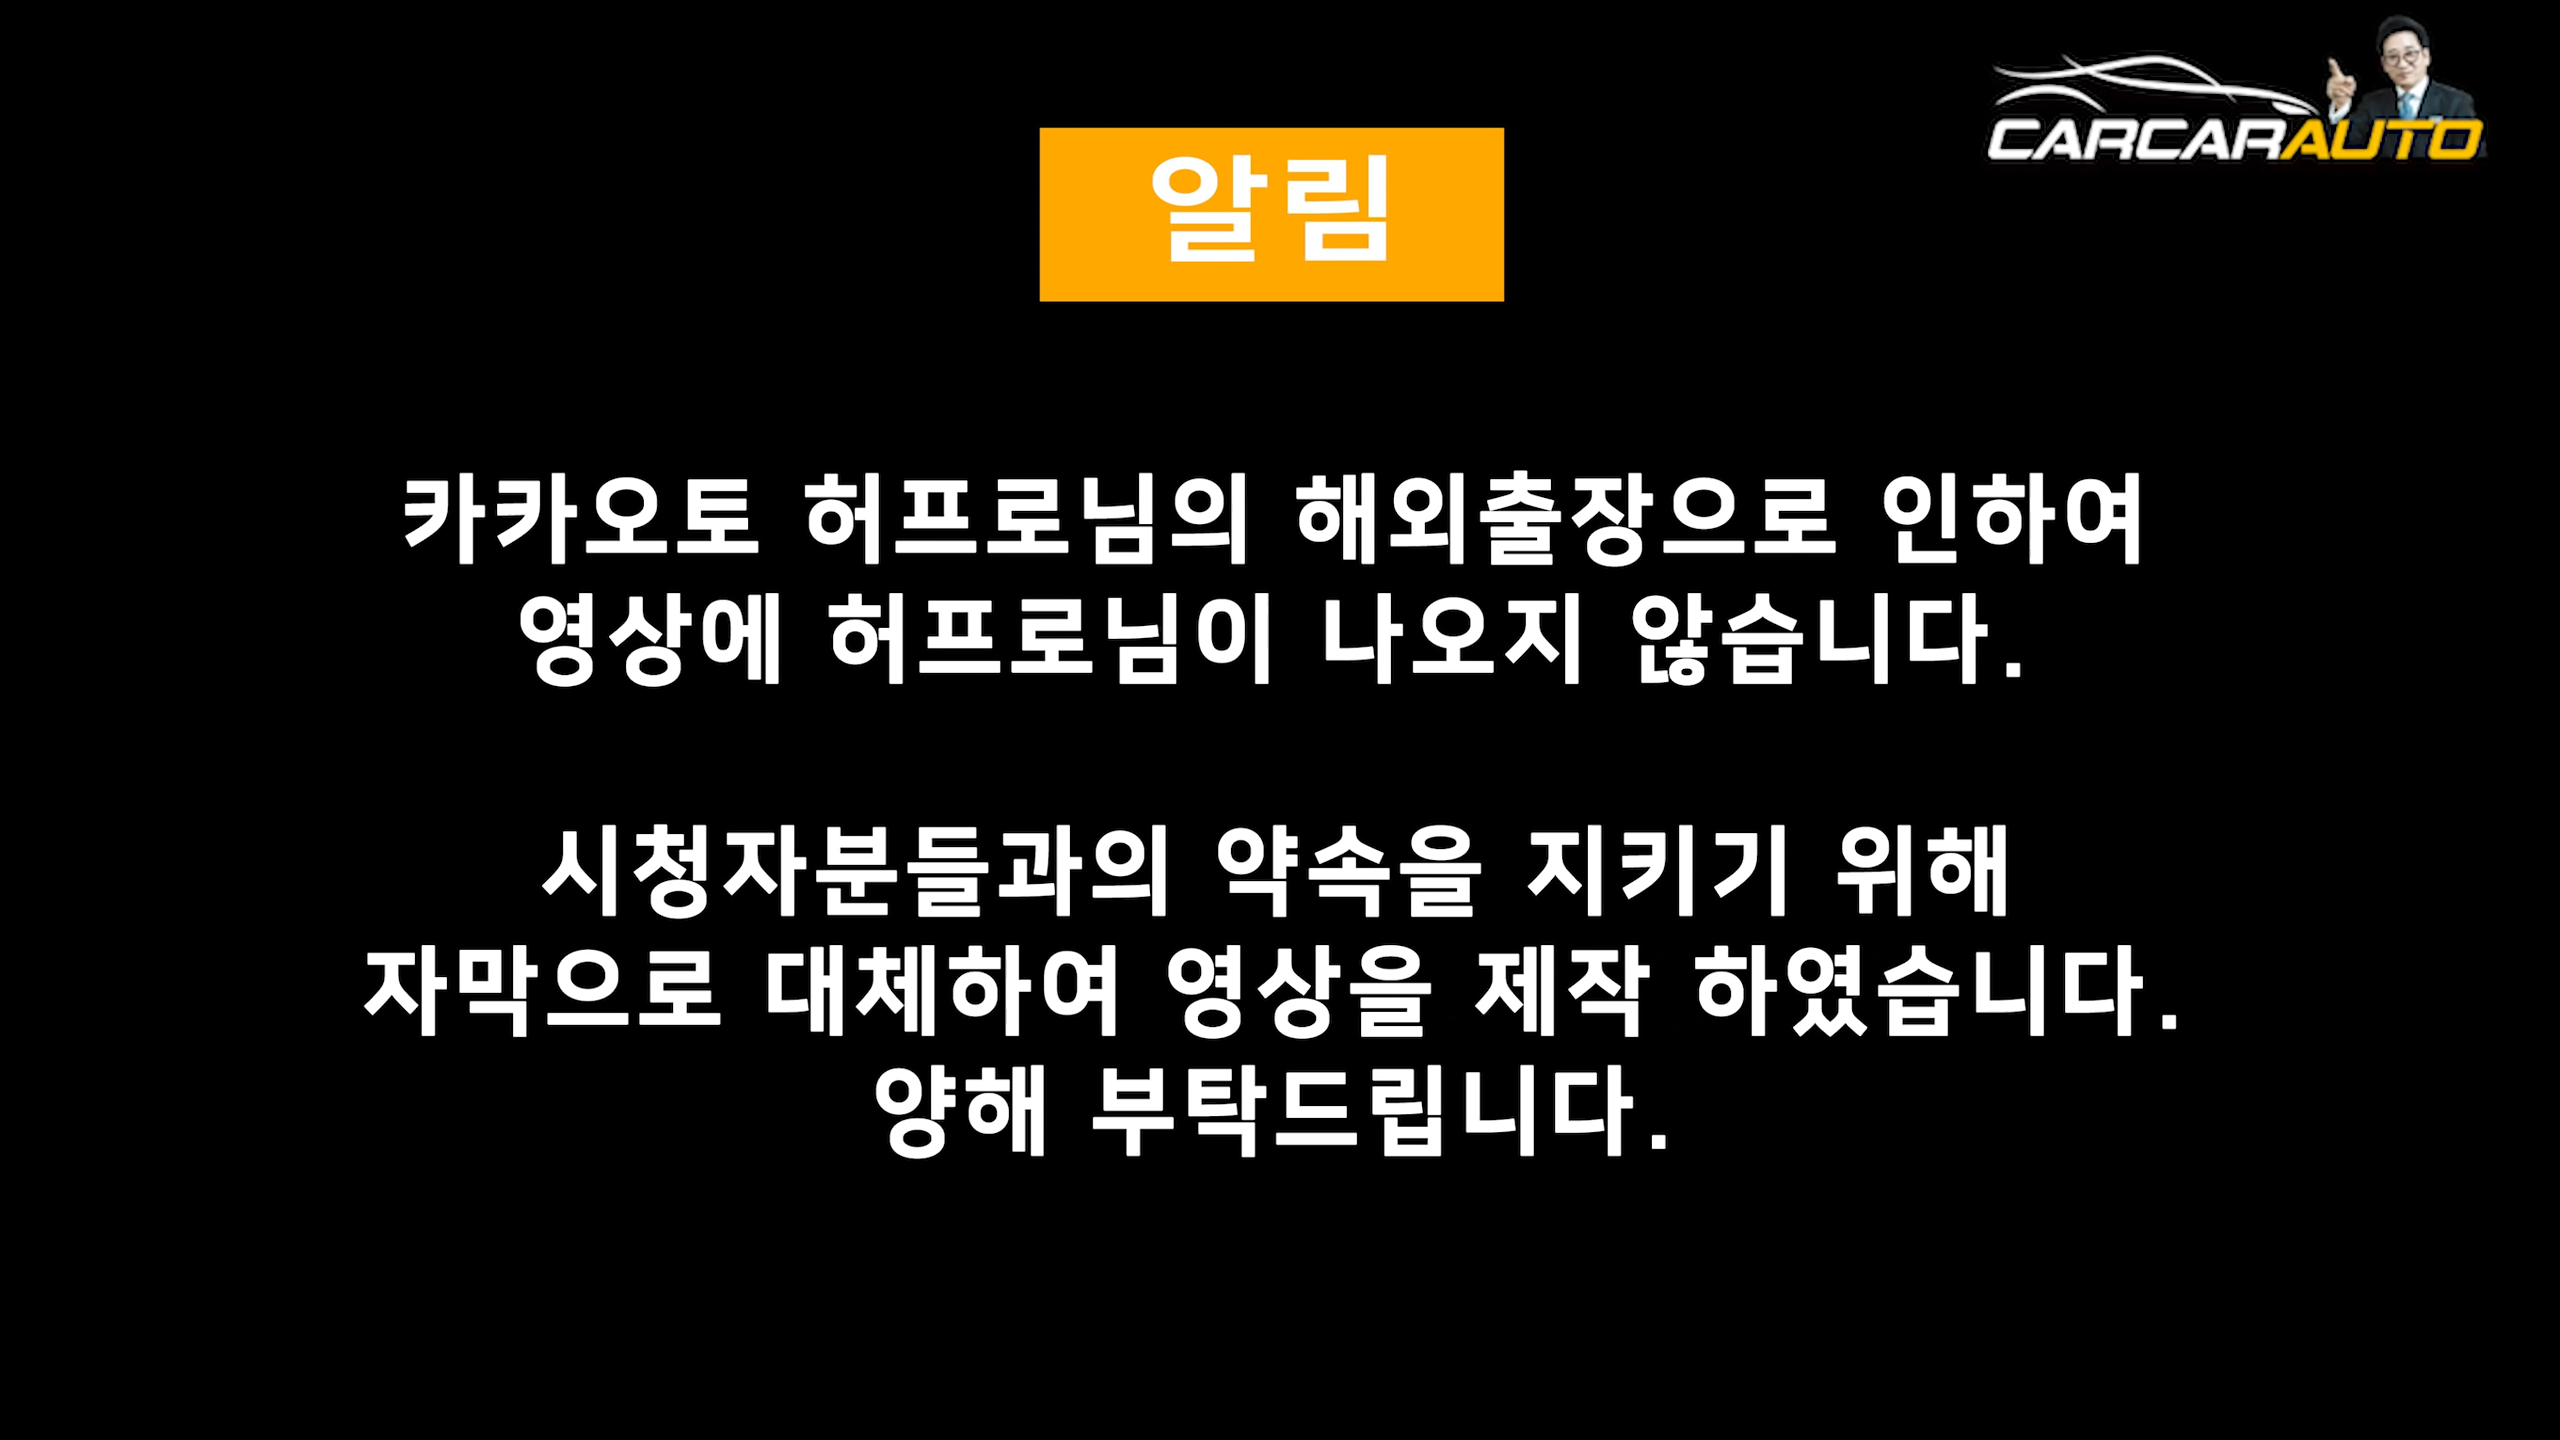 CARCARAUTO
알림
카카오토 허프로님의 해외출장으로 인하여
영상에 허프로님이 나오지 않습니다.
시청자분들과의 약속을 지키기 위해
자막으로 대체하여 영상을 제작 하였습니다.
양해 부탁드립니다.